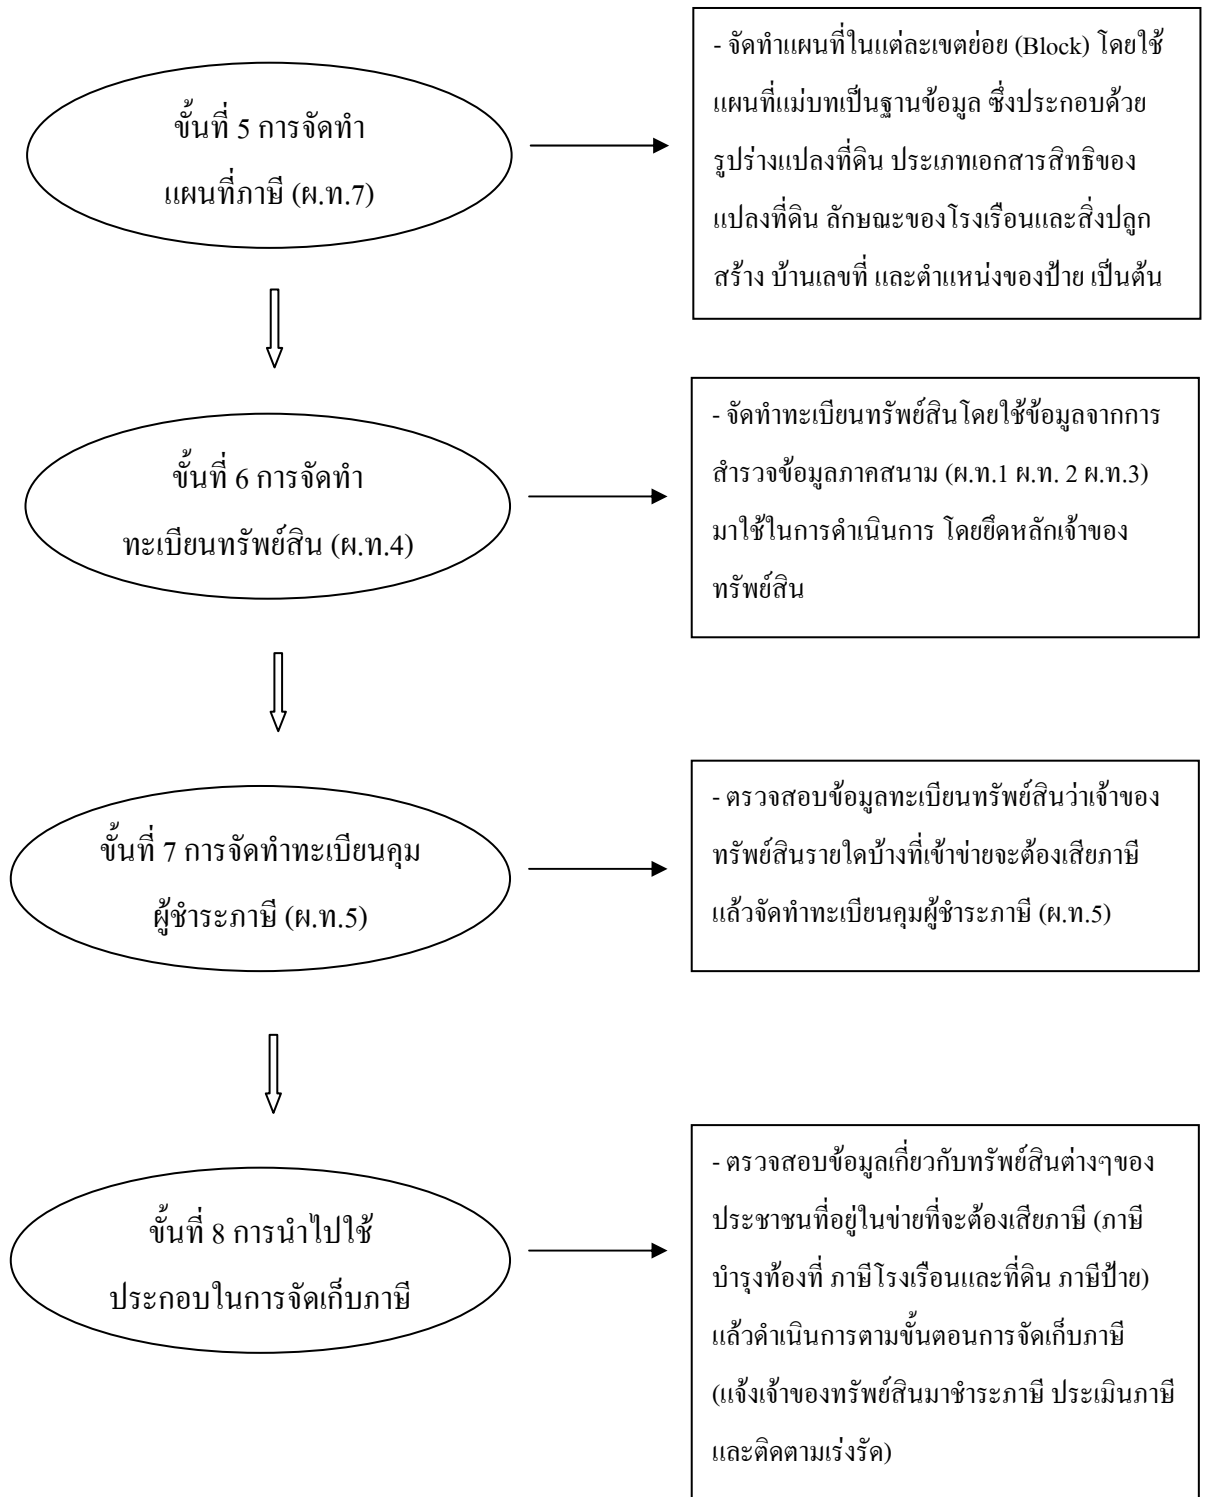 ขั้นที่ 5 การจัดทำ
แผนที่ภาษี (ผ.ท.7)
- จัดทำแผนที่ในแต่ละเขตย่อย (Block) โดยใช้
แผนที่แม่บทเป็นฐานข้อมูล ซึ่งประกอบด้วย
รูปร่างแปลงที่ดิน ประเภทเอกสารสิทธิของ
แปลงที่ดิน ลักษณะของโรงเรือนและสิ่งปลูก
สร้าง บ้านเลขที่ และตำแหน่งของป้าย เป็นต้น
ขั้นที่ 6 การจัดทำ
ทะเบียนทรัพย์สิน (ผ.ท.4)
- จัดทำทะเบียนทรัพย์สินโดยใช้ข้อมูลจากการ
สำรวจข้อมูลภาคสนาม (ผ.ท.1 ผ.ท. 2 ผ.ท.3)
มาใช้ในการดำเนินการ โดยยึดหลักเจ้าของ
ทรัพย์สิน
ขั้นที่ 7 การจัดทำทะเบียนคุม
ผู้ชำระภาษี (ผ.ท.5)
- ตรวจสอบข้อมูลทะเบียนทรัพย์สินว่าเจ้าของ
ทรัพย์สินรายใดบ้างที่เข้าข่ายจะต้องเสียภาษี
แล้วจัดทำทะเบียนคุมผู้ชำระภาษี (ผ.ท.5)
ขั้นที่ 8 การนำไปใช้
ประกอบในการจัดเก็บภาษี
- ตรวจสอบข้อมูลเกี่ยวกับทรัพย์สินต่างๆของ
ประชาชนที่อยู่ในข่ายที่จะต้องเสียภาษี (ภาษี
บำรุงท้องที่ ภาษีโรงเรือนและที่ดิน ภาษีป้าย)
แล้วดำเนินการตามขั้นตอนการจัดเก็บภาษี
(แจ้งเจ้าของทรัพย์สินมาชำระภาษี ประเมินภาษี
และติดตามเร่งรัด)